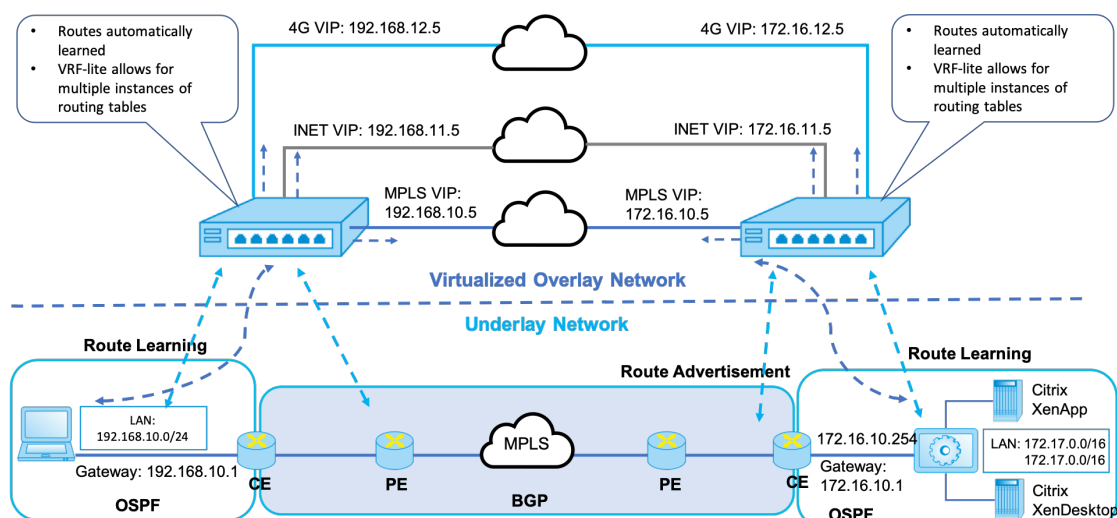 • Routes automatically
learned
• VRF-lite allows for
multiple instances of
routing tables
4G VIP: 192.168.12.5
4G VIP: 172.16.12.5
• Routes automatically
learned
• VRF-lite allows for
multiple instances of
routing tables
INET VIP: 192.168.11.5
INET VIP: 172.16.11.5
MPLS VIP:
192.168.10.5
MPLS VIP:
172.16.10.5
Virtualized Overlay Network
Underlay Network
Route Learning
Route Advertisement
Route Learning
LAN:
192.168.10.0/24
Gateway: 192.168.10.1
OSPF
CE
PE
MPLS
BGP
PE
CE
172.16.10.254
Gateway:
172.16.10.1
OSPF
Citrix
XenApp
LAN: 172.17.0.0/16
172.17.0.0/16
Citrix
XenDesktop